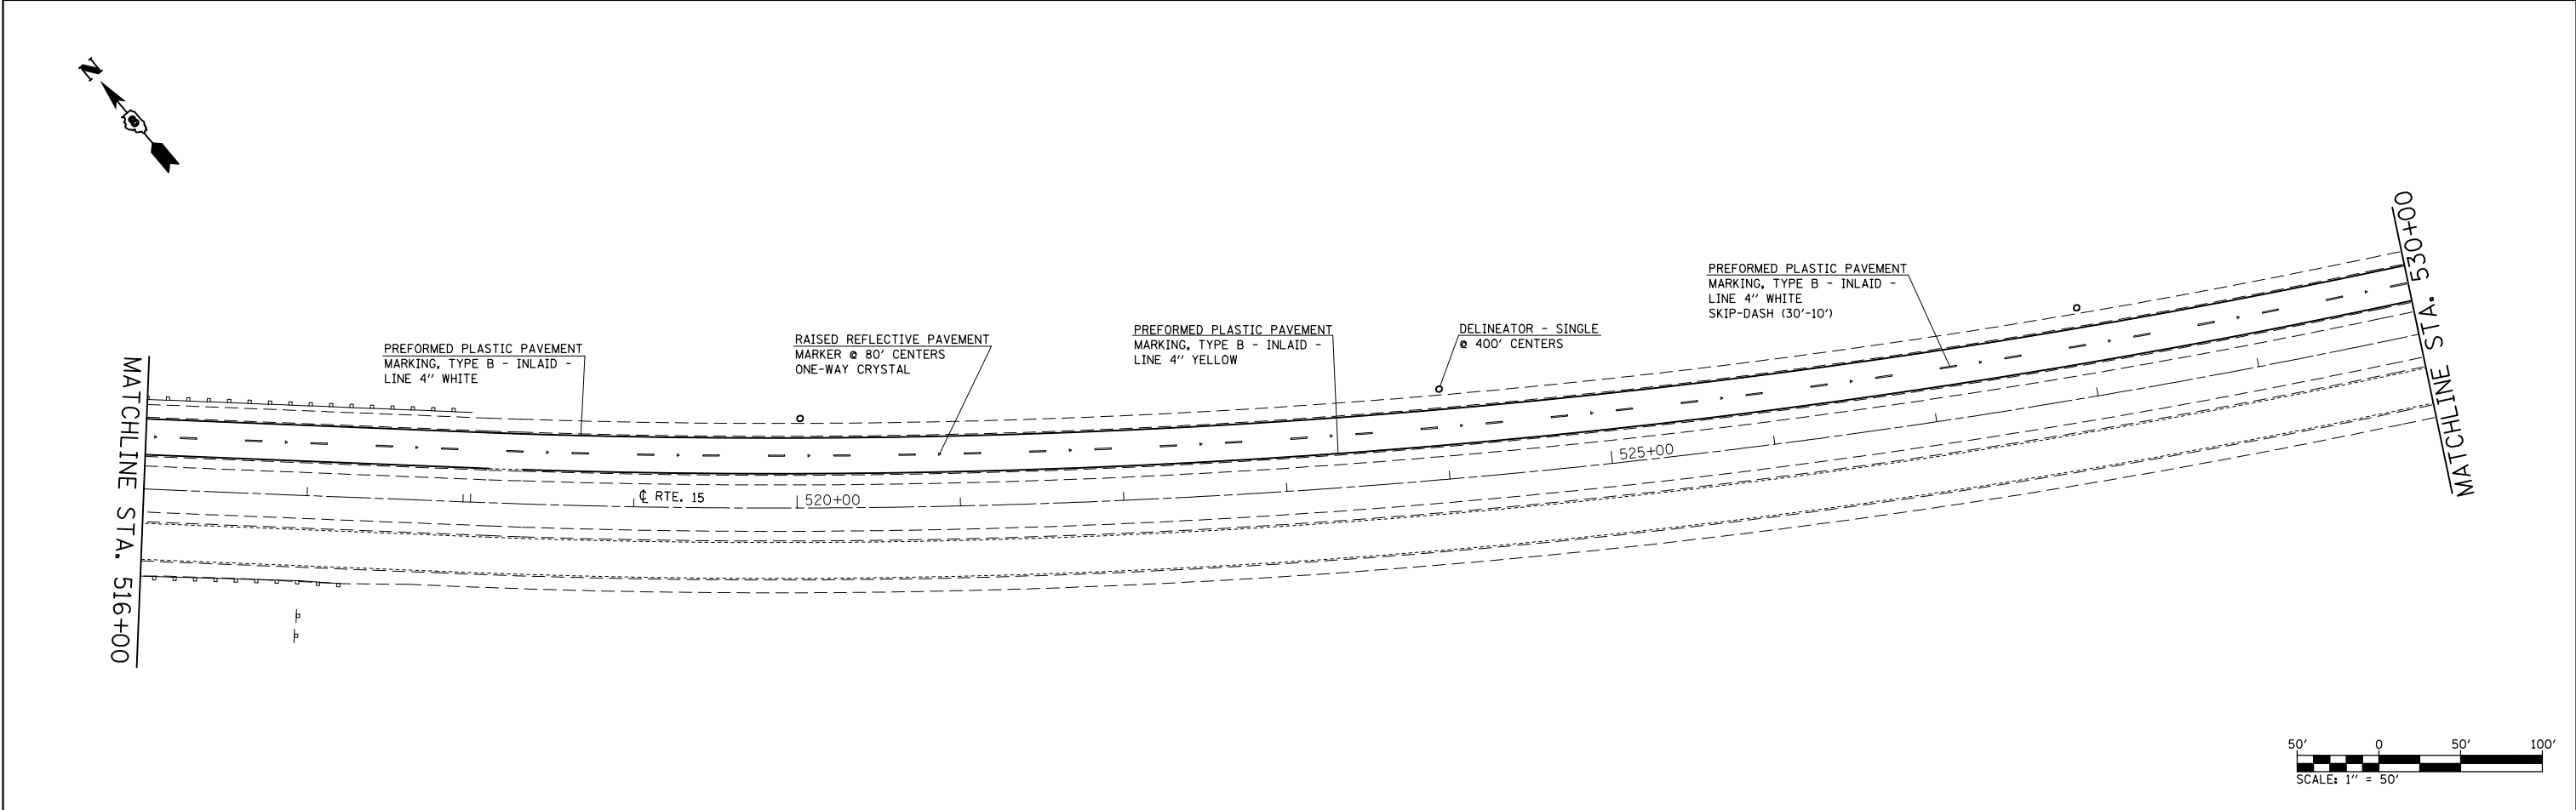 N
PREFORMED PLASTIC PAVEMENT
MARKING, TYPE B - INLAID -
LINE 4" WHITE
RAISED REFLECTIVE PAVEMENT
MARKER @ 80' CENTERS
ONE-WAY CRYSTAL
PREFORMED PLASTIC PAVEMENT
MARKING, TYPE B - INLAID -
LINE 4" YELLOW
DELINEATOR - SINGLE
@ 400' CENTERS
PREFORMED PLASTIC PAVEMENT
MARKING, TYPE B - INLAID -
LINE 4" WHITE
SKIP-DASH (30'-10')
MATCHLINE STA. 516+00
℄ RTE. 15
520+00
525+00
MATCHLINE STA. 530+00
50' 0 50' 100'
SCALE: 1" = 50'